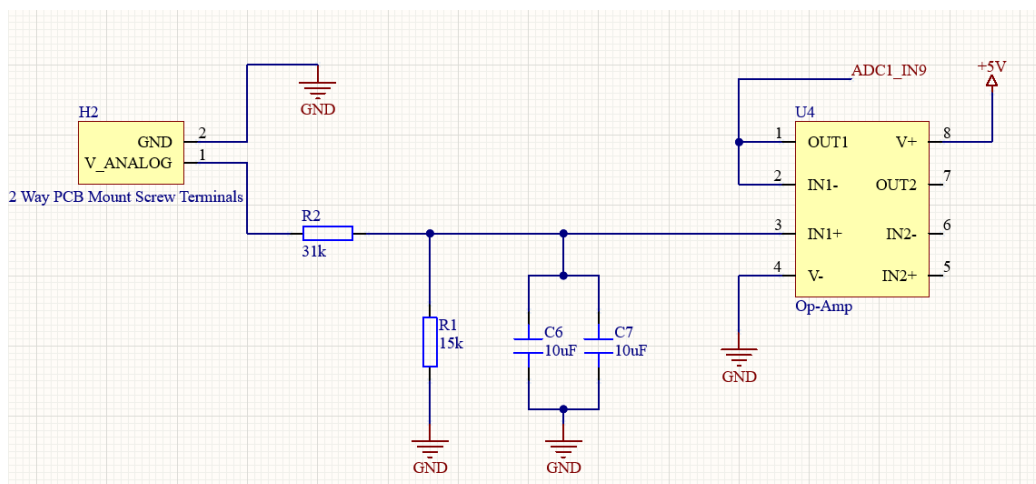 ADC1_IN9
+5V
GND
H2
GND 2
V_ANALOG 1
2 Way PCB Mount Screw Terminals
U4
1 OUT1 V+ 8
2 IN1- OUT2 7
3 IN1+ IN2- 6
4 V- IN2+ 5
Op-Amp
R2
31k
R1
15k
C6
10uF
C7
10uF
GND
GND
GND